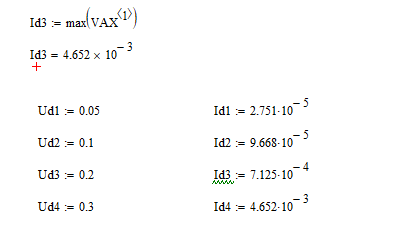 Id3 := max(VAX^⟨1⟩)
Id3 = 4.652 × 10^-3
Ud1 := 0.05 Id1 := 2.751·10^-5
Ud2 := 0.1 Id2 := 9.668·10^-5
Ud3 := 0.2 Id3 := 7.125·10^-4
Ud4 := 0.3 Id4 := 4.652·10^-3